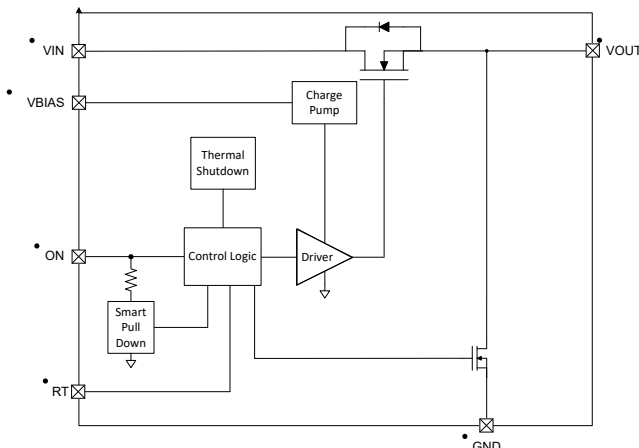 VIN
VOUT
VBIAS
Charge
Pump
Thermal
Shutdown
ON
Control Logic
Driver
Smart
Pull
Down
RT
GND